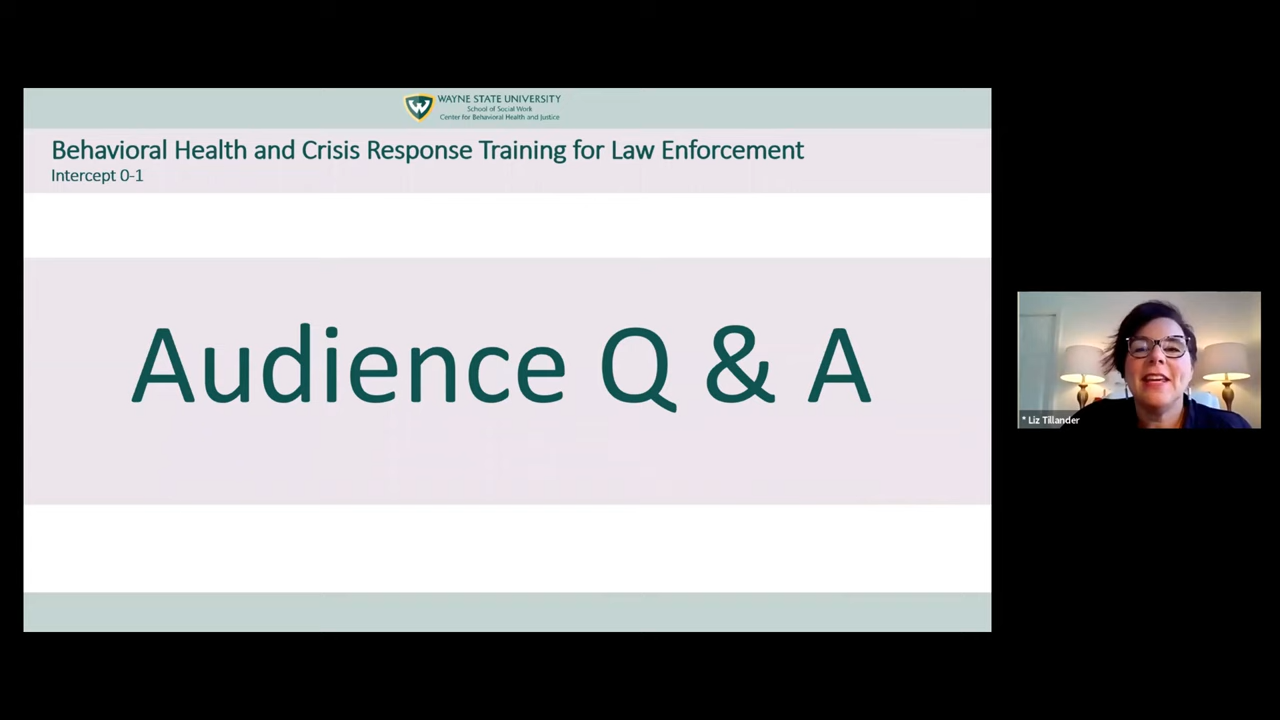 WAYNE STATE UNIVERSITY
School of Social Work
Center for Behavioral Health and Justice
Behavioral Health and Crisis Response Training for Law Enforcement
Intercept 0-1
Audience Q & A
* Liz Tillander